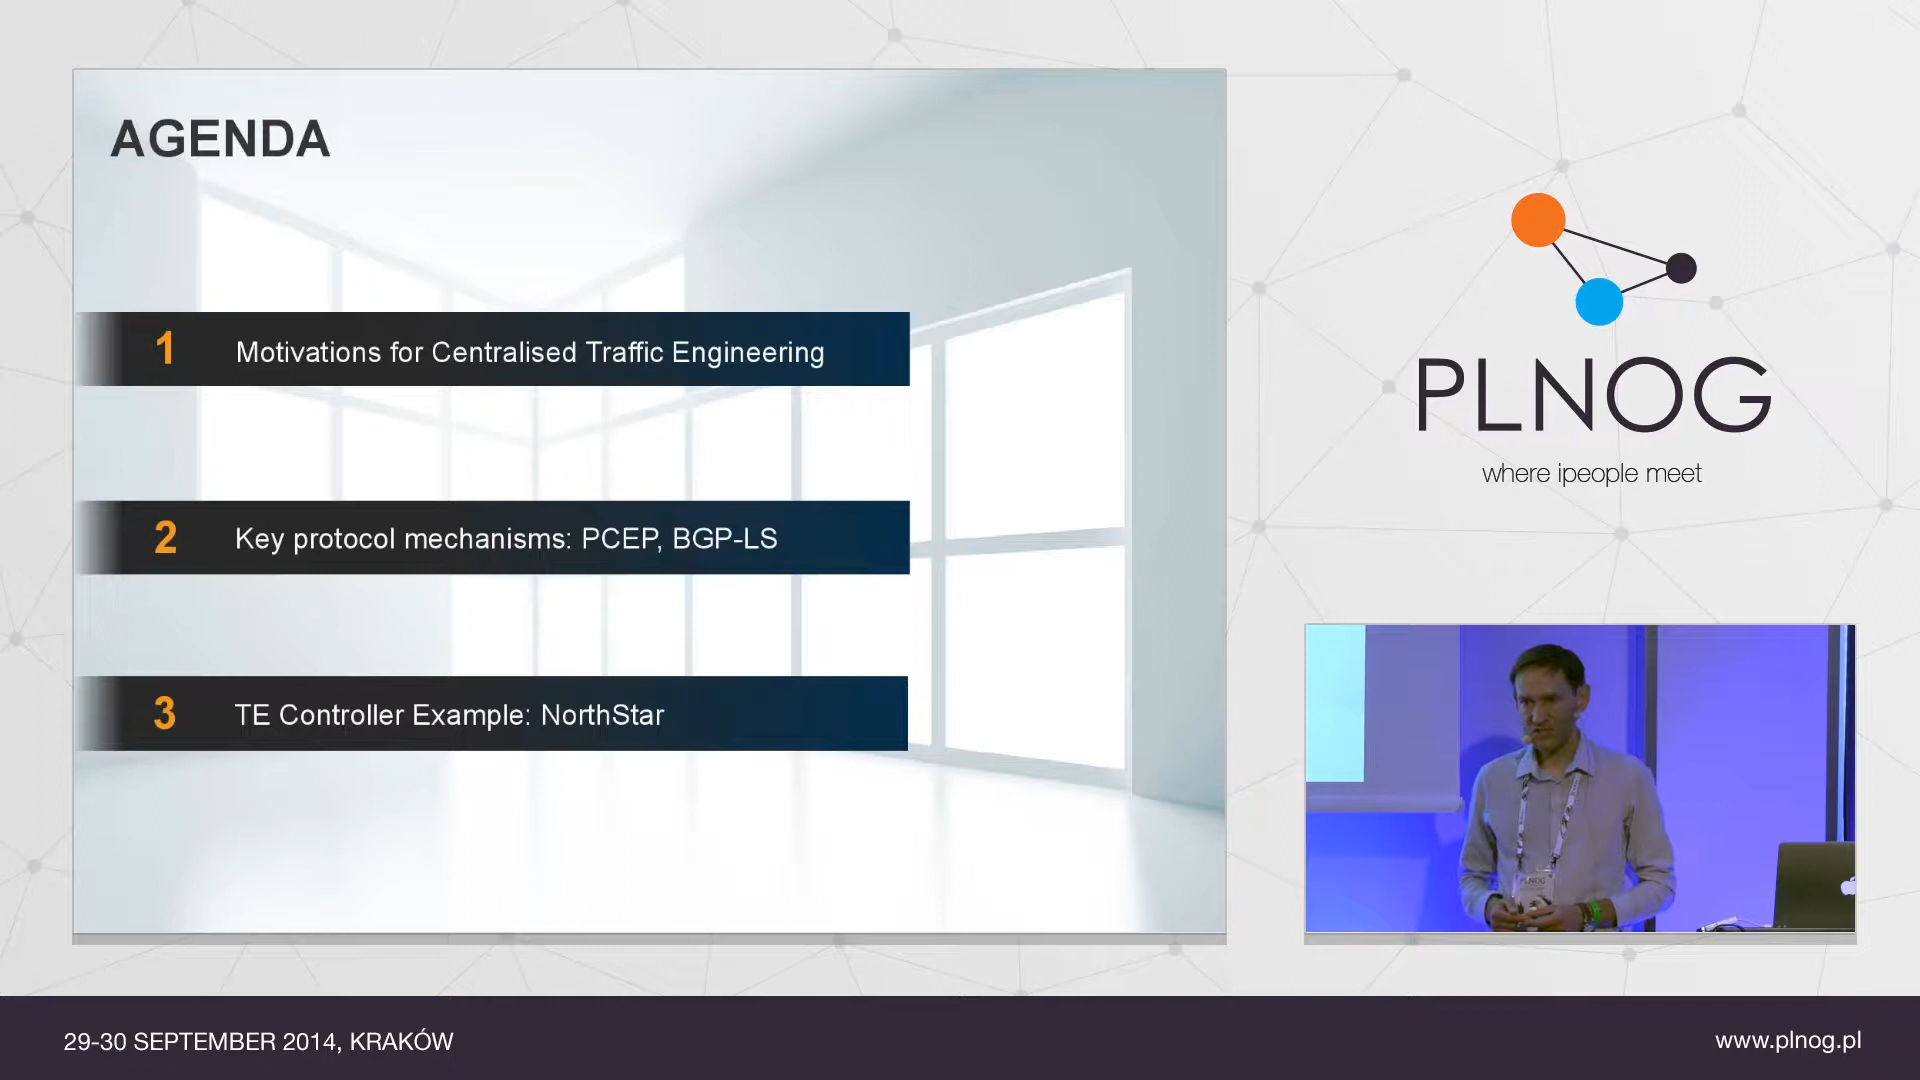 AGENDA
1 Motivations for Centralised Traffic Engineering
2 Key protocol mechanisms: PCEP, BGP-LS
3 TE Controller Example: NorthStar
PLNOG
where ipeople meet
PLNOG
29-30 SEPTEMBER 2014, KRAKÓW
www.plnog.pl